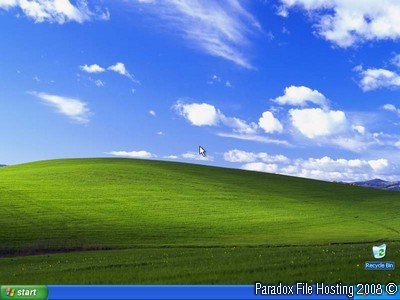 Recycle Bin
start
Paradox File Hosting 2008 ©